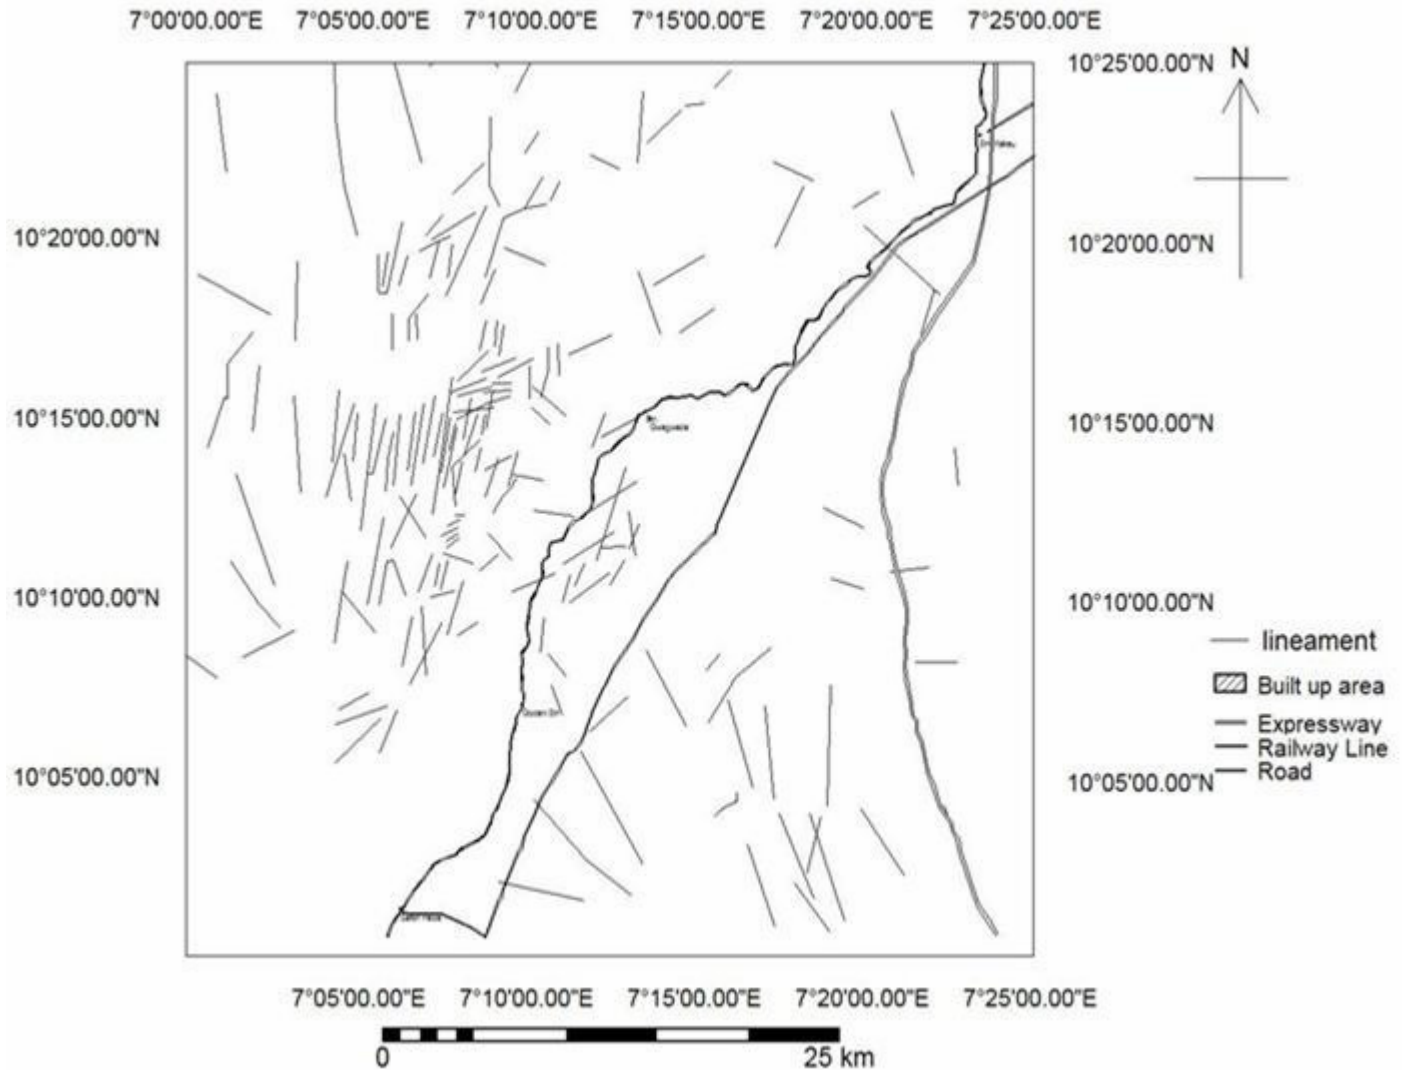 7°00'00.00"E 7°05'00.00"E 7°10'00.00"E 7°15'00.00"E 7°20'00.00"E 7°25'00.00"E
10°25'00.00"N
N
10°20'00.00"N
10°20'00.00"N
10°15'00.00"N
10°15'00.00"N
10°10'00.00"N
10°10'00.00"N
lineament
Built up area
Expressway
Railway Line
Road
10°05'00.00"N
10°05'00.00"N
7°05'00.00"E 7°10'00.00"E 7°15'00.00"E 7°20'00.00"E 7°25'00.00"E
0 25 km